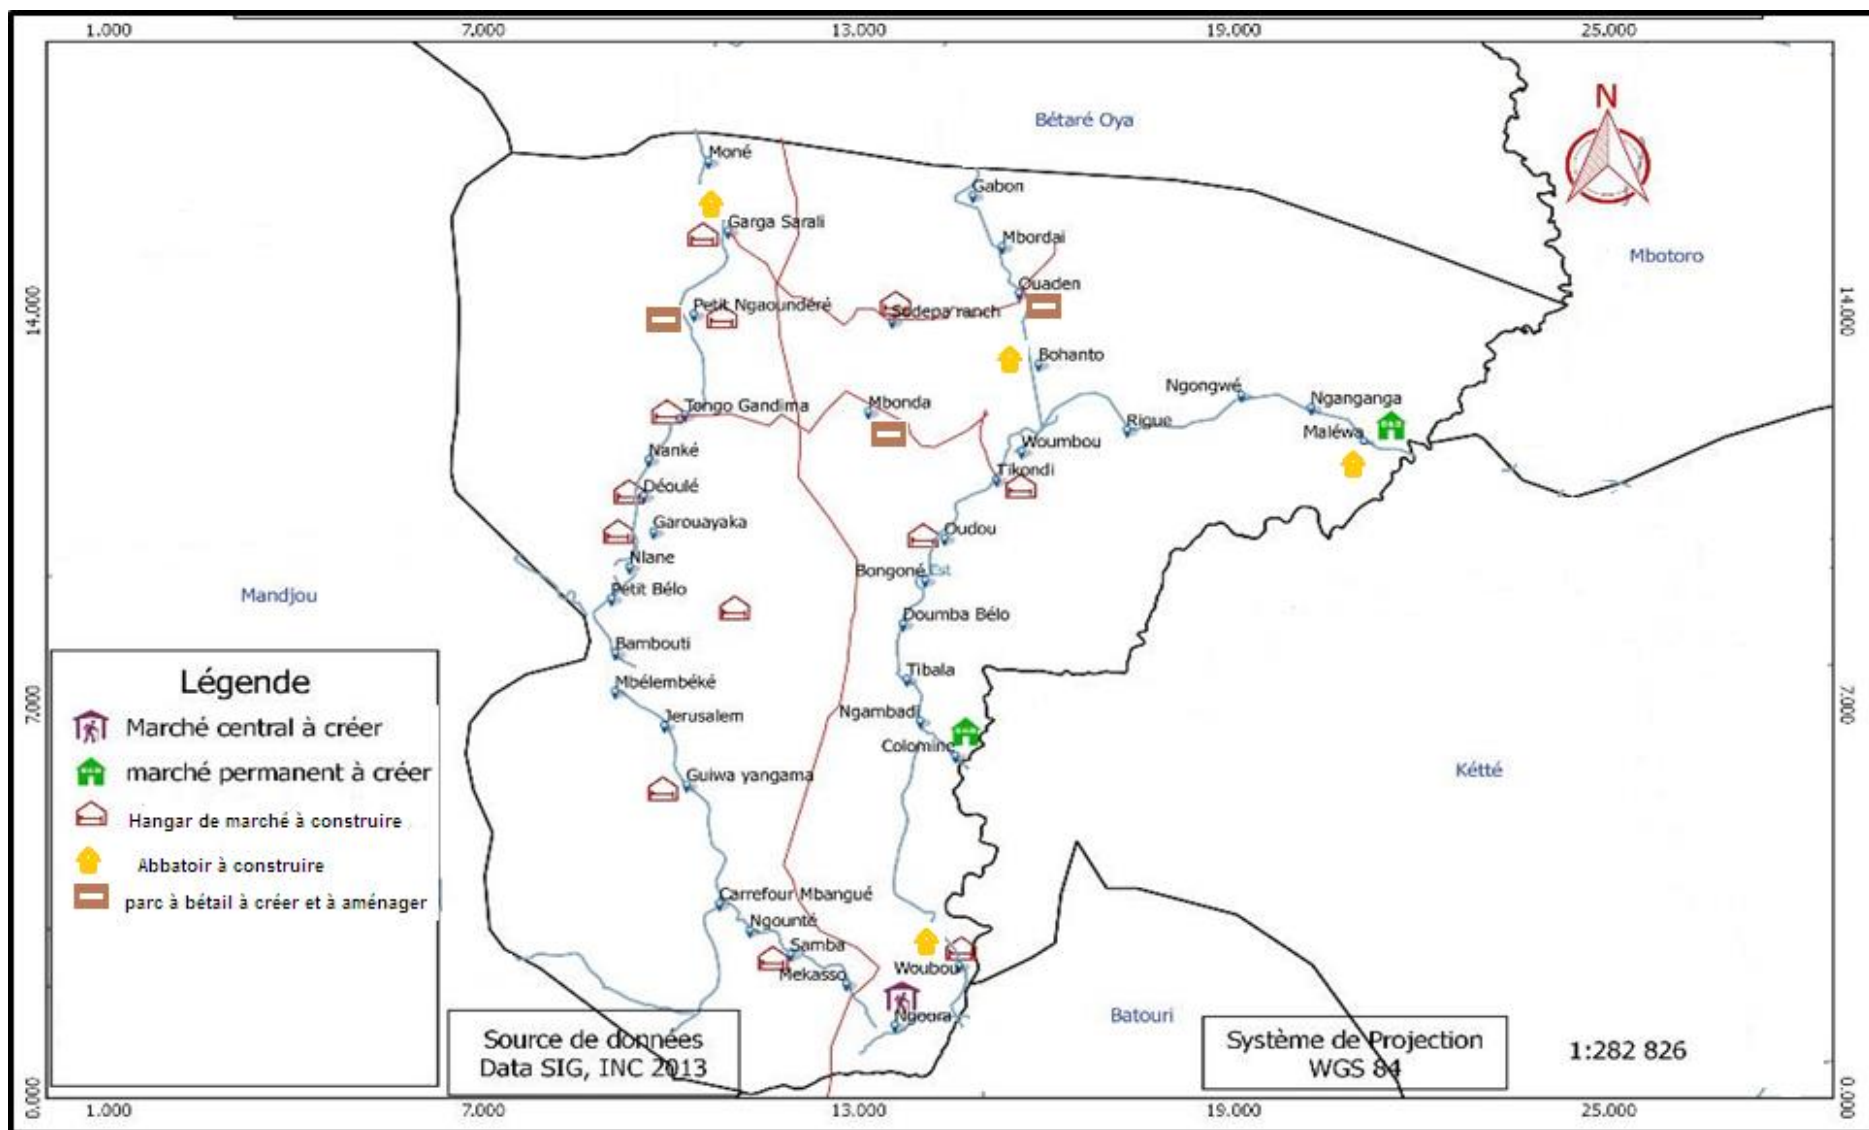 1.000 7.000 13.000 19.000 25.000
N
Bétaré Oya
Moné
Gabon
Garga Sarali
Mbordai
Mbotoro
Ouaden
14.000
Petit Ngaoundéré
Sodepa ranch
14.000
Bohanto
Ngongwé
Nganganga
Tongo Gandima
Mbonda
Rigue
Maléwa
Woumbou
Nanké
Tikondi
Déoulé
Garouayaka
Oudou
Nlane
Bongoné Est
Mandjou
Petit Bélo
Doumba Bélo
Bambouti
Tibala
Mbélembéké
7.000
Jerusalem
Ngambadi
7.000
Colomine
Guiwa yangama
Kétté
Légende
Marché central à créer
marché permanent à créer
Hangar de marché à construire
Abbatoir à construire
parc à bétail à créer et à aménager
Carrefour Mbangué
Ngounté
Samba
Woubou
Mekasso
Ngoura
Batouri
Source de données
Data SIG, INC 2013
Système de Projection
WGS 84
1:282 826
0.000
0.000
1.000 7.000 13.000 19.000 25.000